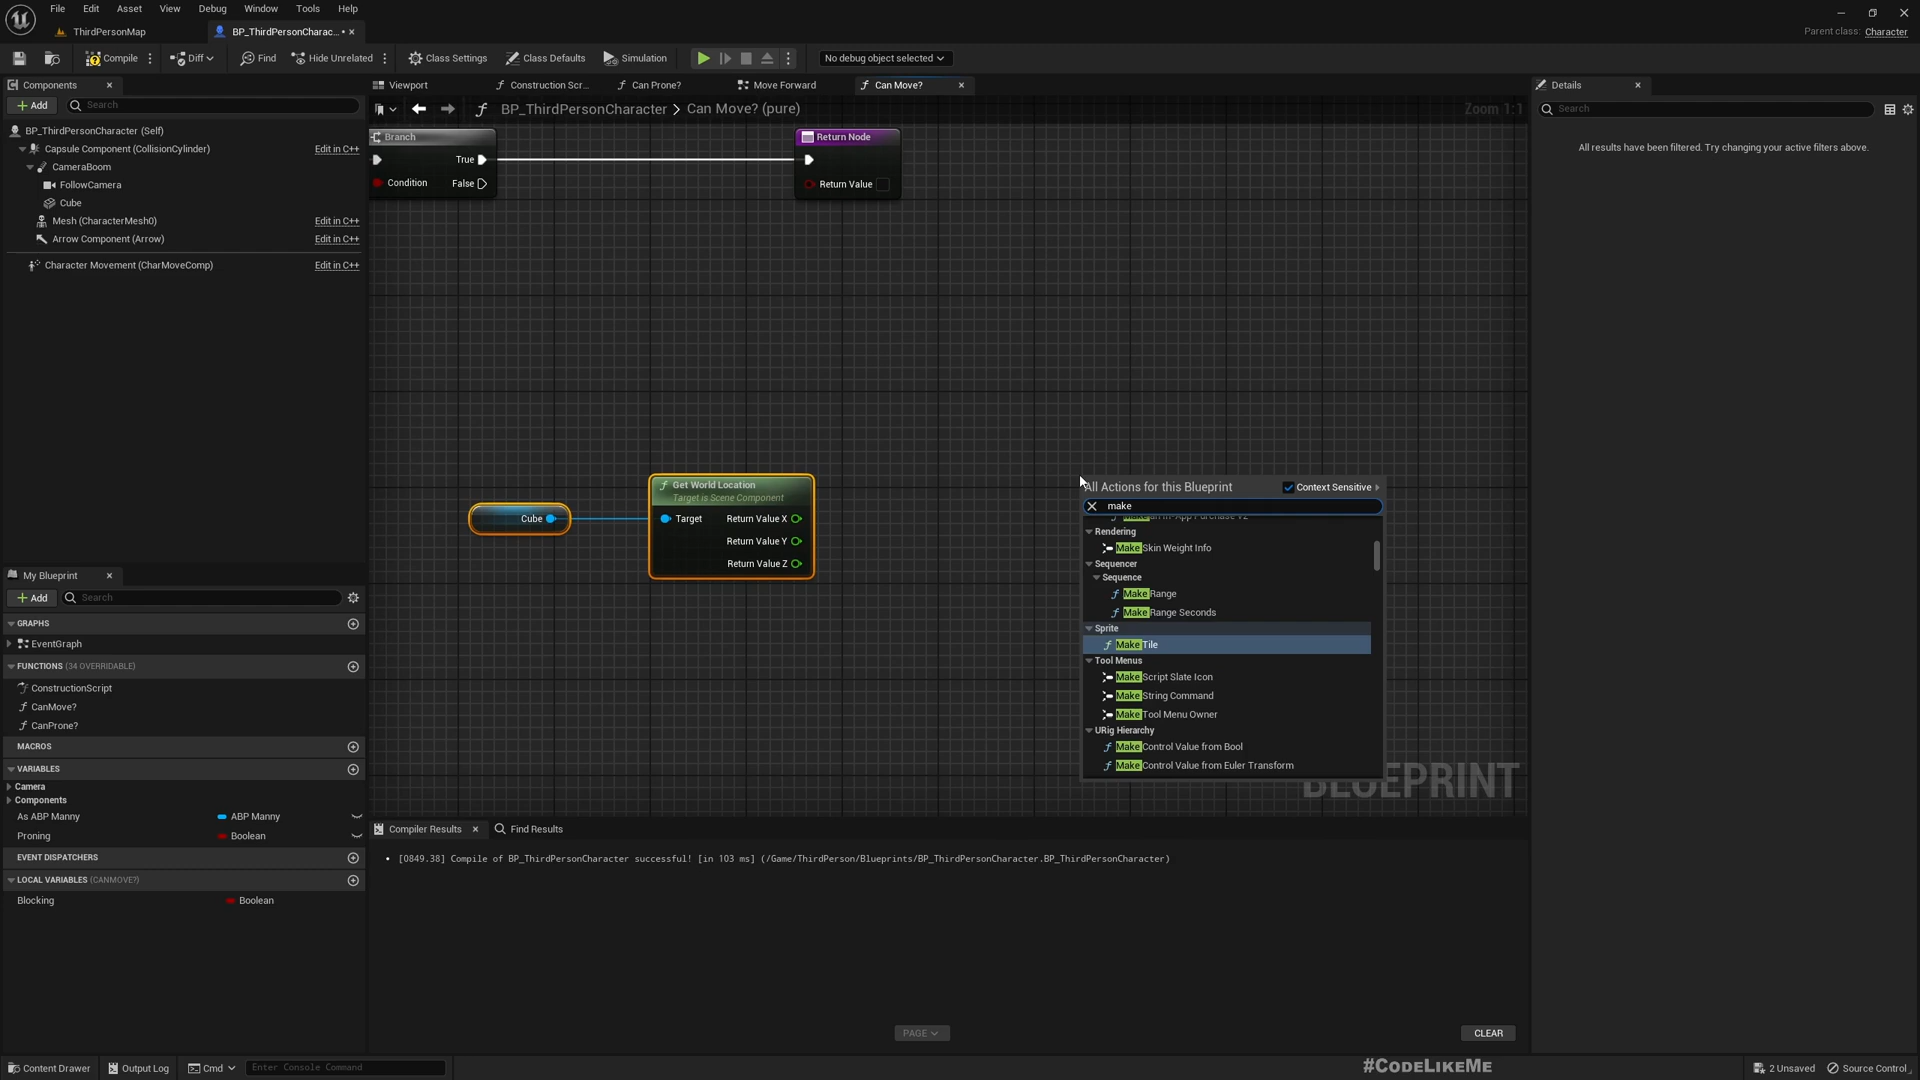 File Edit Asset View Debug Window Tools Help
ThirdPersonMap
BP_ThirdPersonCharac...•
Parent class: Character
Compile
Diff
Find
Hide Unrelated
Class Settings
Class Defaults
Simulation
No debug object selected
Components
Viewport
Construction Scr...
Can Prone?
Move Forward
Can Move?
Details
Add
Search
BP_ThirdPersonCharacter > Can Move? (pure)
Zoom 1:1
Search
BP_ThirdPersonCharacter (Self)
Capsule Component (CollisionCylinder) Edit in C++
CameraBoom
FollowCamera
Cube
Mesh (CharacterMesh0) Edit in C++
Arrow Component (Arrow) Edit in C++
Character Movement (CharMoveComp) Edit in C++
All results have been filtered. Try changing your active filters above.
Branch
True
Condition False
Return Node
Return Value
Cube
Get World Location
Target is Scene Component
Target Return Value X
Return Value Y
Return Value Z
All Actions for this Blueprint
Context Sensitive
make
Rendering
Make Skin Weight Info
Sequencer
Sequence
Make Range
Make Range Seconds
Sprite
Make Tile
Tool Menus
Make Script Slate Icon
Make String Command
Make Tool Menu Owner
URig Hierarchy
Make Control Value from Bool
Make Control Value from Euler Transform
BLUEPRINT
My Blueprint
Add
Search
GRAPHS
EventGraph
FUNCTIONS (34 OVERRIDABLE)
ConstructionScript
CanMove?
CanProne?
MACROS
VARIABLES
Camera
Components
As ABP Manny ABP Manny
Proning Boolean
EVENT DISPATCHERS
LOCAL VARIABLES (CANMOVE?)
Blocking Boolean
Compiler Results
Find Results
• [0849.38] Compile of BP_ThirdPersonCharacter successful! [in 103 ms] (/Game/ThirdPerson/Blueprints/BP_ThirdPersonCharacter.BP_ThirdPersonCharacter)
PAGE
CLEAR
Content Drawer
Output Log
Cmd
Enter Console Command
#CODELIKEME
2 Unsaved
Source Control